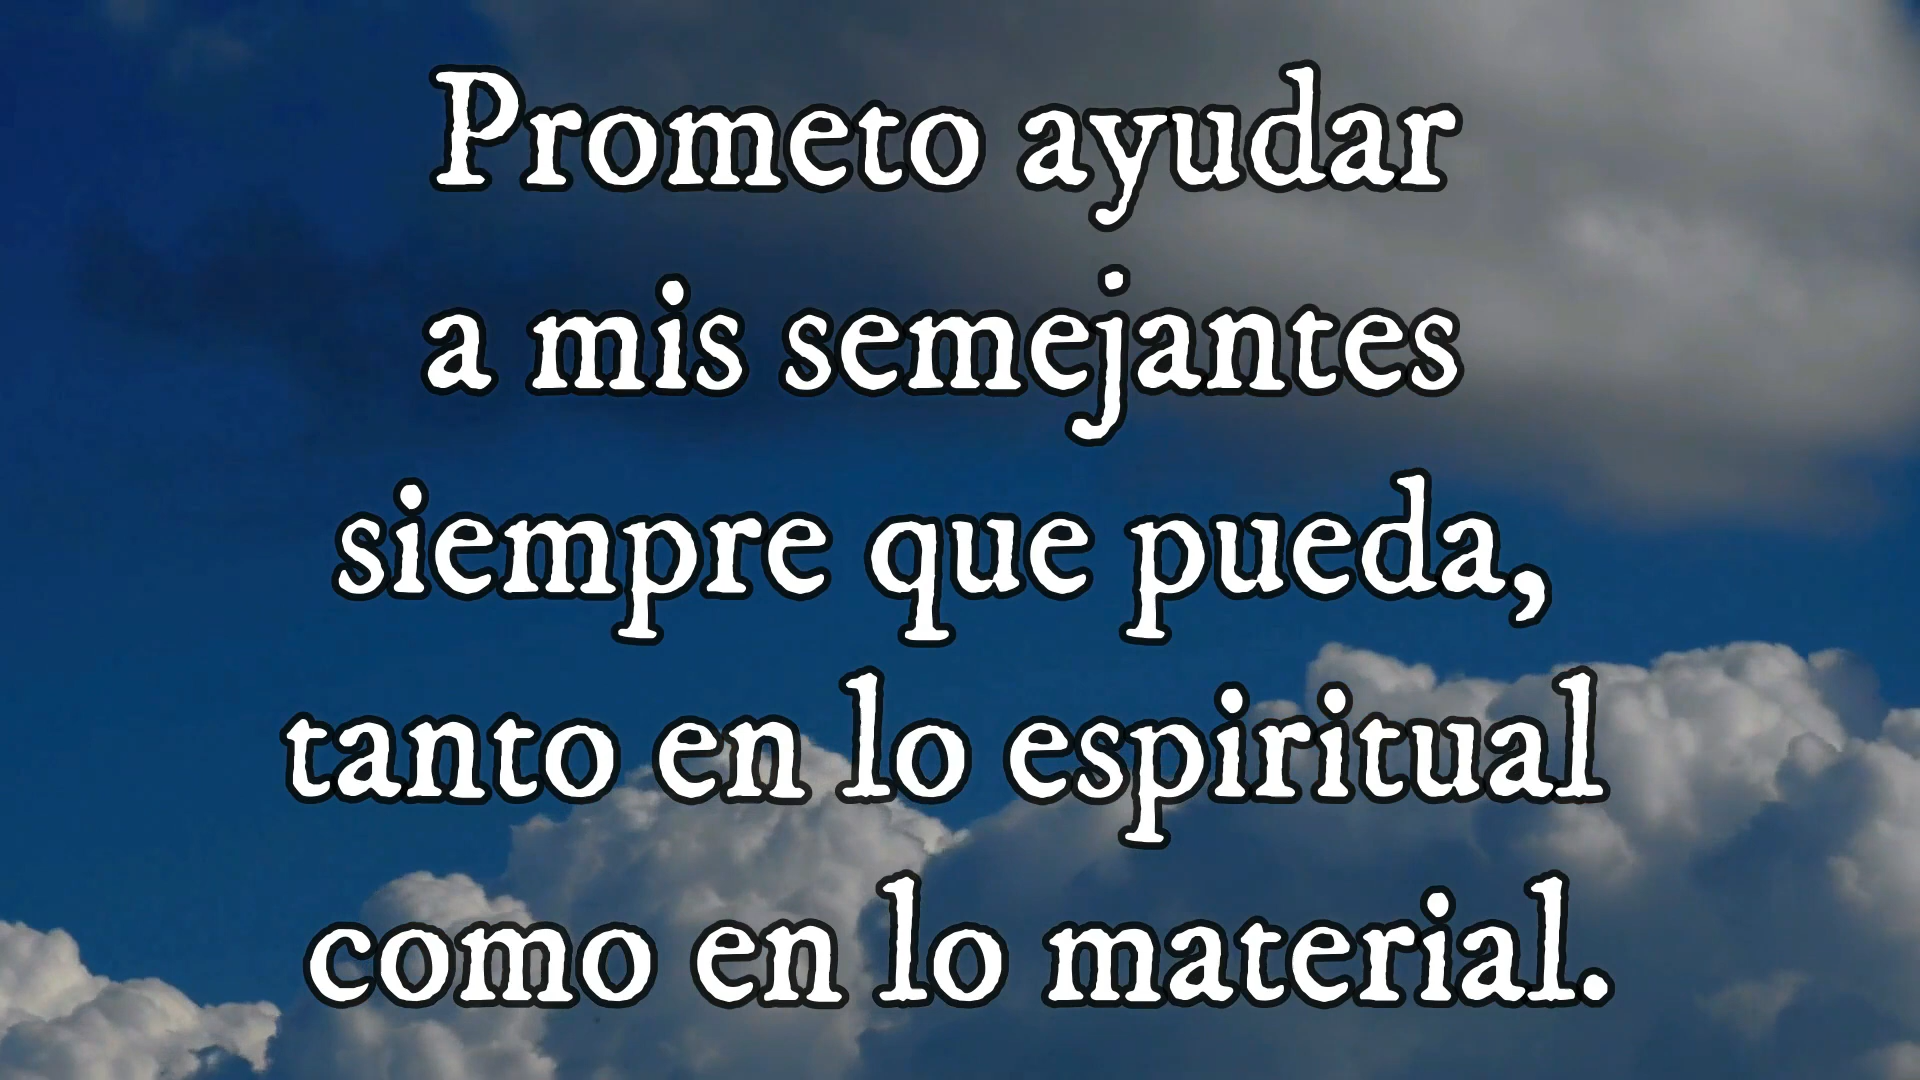 Prometo ayudar
a mis semejantes
siempre que pueda,
tanto en lo espiritual
como en lo material.